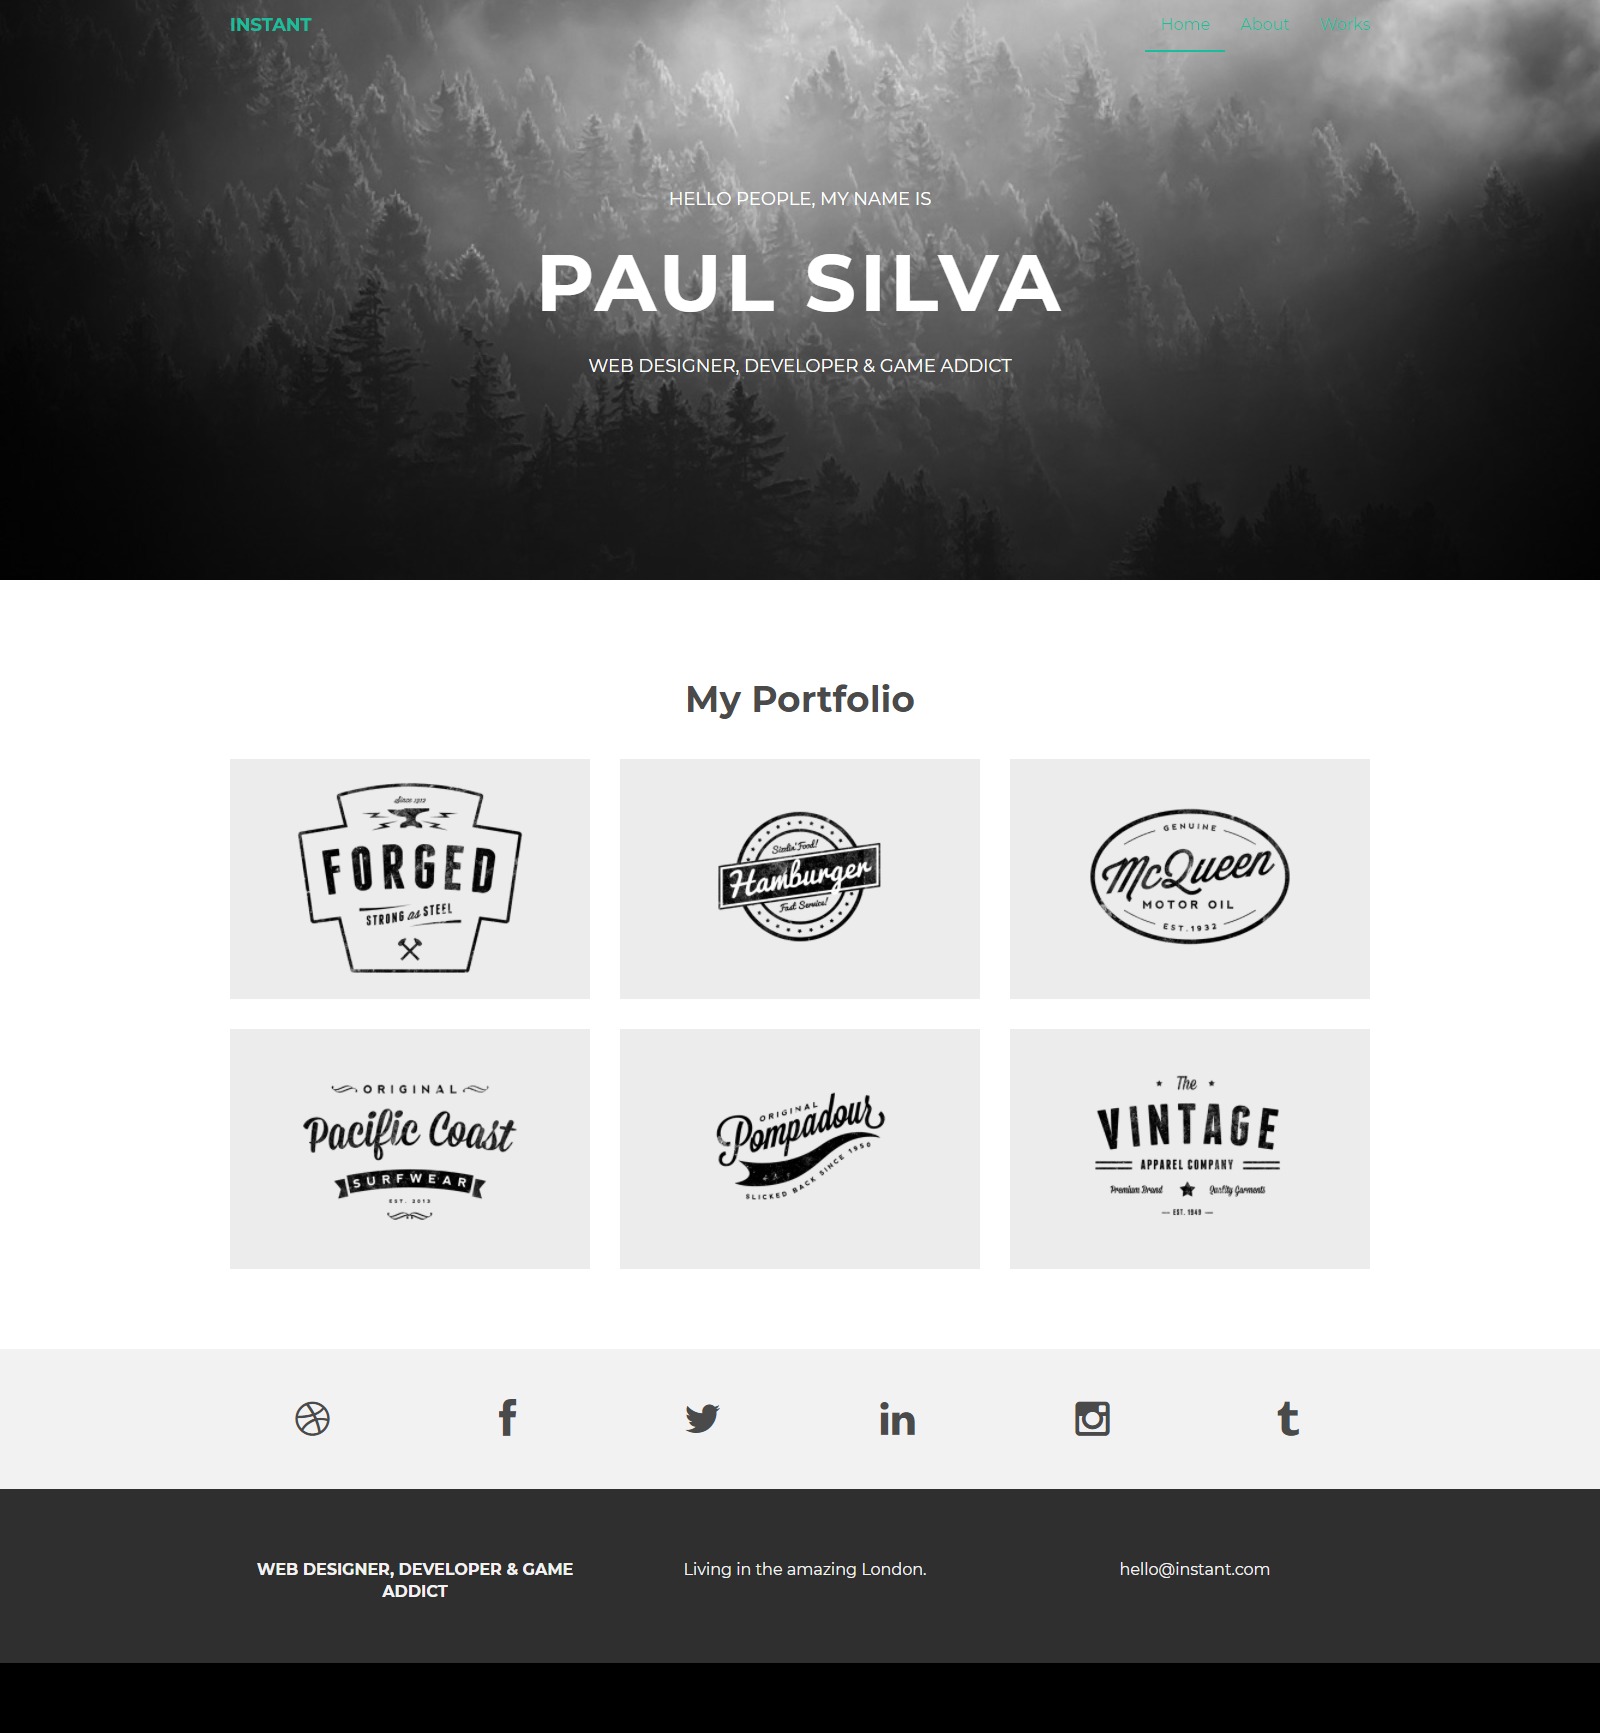 INSTANT
Home About Works
HELLO PEOPLE, MY NAME IS
PAUL SILVA
WEB DESIGNER, DEVELOPER & GAME ADDICT
My Portfolio
Since 1913
FORGED
STRONG as STEEL
Sizzlin' Food!
Hamburger
Fast Service!
GENUINE
McQueen
MOTOR OIL
EST.1932
ORIGINAL
Pacific Coast
SURFWEAR
EST. 2013
ORIGINAL
Pompadour
SLICKED BACK SINCE 1950
The
VINTAGE
APPAREL COMPANY
Premium Brand Quality Garments
EST. 1949
WEB DESIGNER, DEVELOPER & GAME
ADDICT
Living in the amazing London.
hello@instant.com